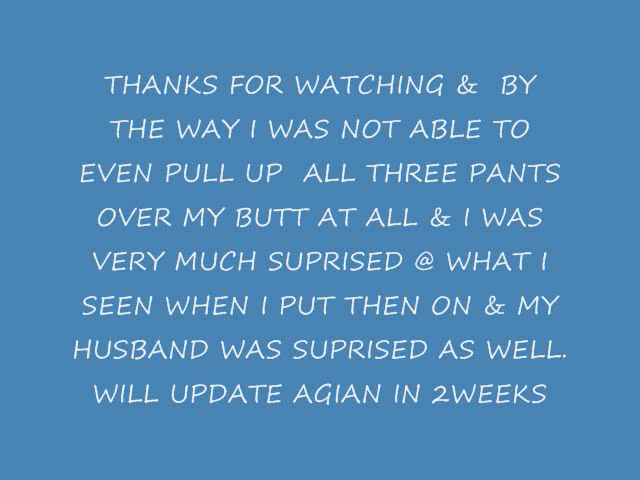 THANKS FOR WATCHING &  BY
THE WAY I WAS NOT ABLE TO
EVEN PULL UP  ALL THREE PANTS
OVER MY BUTT AT ALL & I WAS
VERY MUCH SUPRISED @ WHAT I
SEEN WHEN I PUT THEN ON & MY
HUSBAND WAS SUPRISED AS WELL.
WILL UPDATE AGIAN IN 2WEEKS